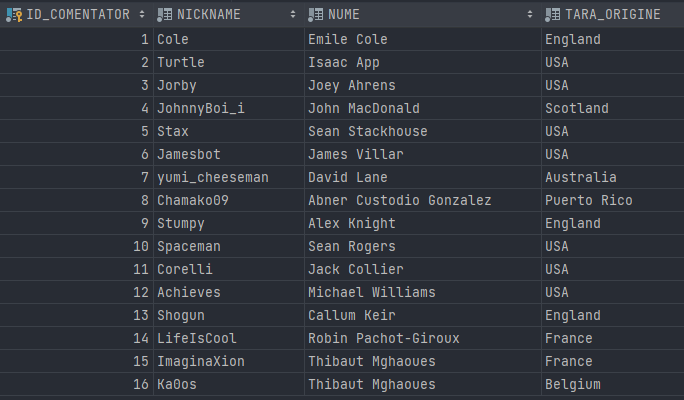 ID_COMENTATOR NICKNAME NUME TARA_ORIGINE
1 Cole Emile Cole England
2 Turtle Isaac App USA
3 Jorby Joey Ahrens USA
4 JohnnyBoi_i John MacDonald Scotland
5 Stax Sean Stackhouse USA
6 Jamesbot James Villar USA
7 yumi_cheeseman David Lane Australia
8 Chamako09 Abner Custodio Gonzalez Puerto Rico
9 Stumpy Alex Knight England
10 Spaceman Sean Rogers USA
11 Corelli Jack Collier USA
12 Achieves Michael Williams USA
13 Shogun Callum Keir England
14 LifeIsCool Robin Pachot-Giroux France
15 ImaginaXion Thibaut Mghaoues France
16 Ka0os Thibaut Mghaoues Belgium